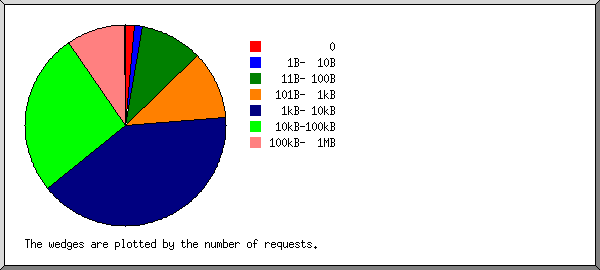 0
1B- 10B
11B- 100B
101B- 1kB
1kB- 10kB
10kB-100kB
100kB- 1MB
The wedges are plotted by the number of requests.